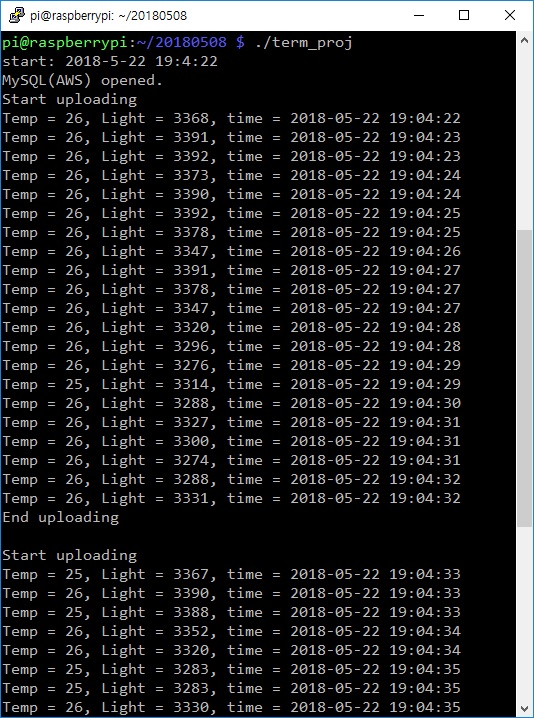 pi@raspberrypi: ~/20180508
pi@raspberrypi:~/20180508 $ ./term_proj
start: 2018-5-22 19:4:22
MySQL(AWS) opened.
Start uploading
Temp = 26, Light = 3368, time = 2018-05-22 19:04:22
Temp = 26, Light = 3391, time = 2018-05-22 19:04:23
Temp = 26, Light = 3392, time = 2018-05-22 19:04:23
Temp = 26, Light = 3373, time = 2018-05-22 19:04:24
Temp = 26, Light = 3390, time = 2018-05-22 19:04:24
Temp = 26, Light = 3392, time = 2018-05-22 19:04:25
Temp = 26, Light = 3378, time = 2018-05-22 19:04:25
Temp = 26, Light = 3347, time = 2018-05-22 19:04:26
Temp = 26, Light = 3391, time = 2018-05-22 19:04:27
Temp = 26, Light = 3378, time = 2018-05-22 19:04:27
Temp = 26, Light = 3347, time = 2018-05-22 19:04:27
Temp = 26, Light = 3320, time = 2018-05-22 19:04:28
Temp = 26, Light = 3296, time = 2018-05-22 19:04:28
Temp = 26, Light = 3276, time = 2018-05-22 19:04:29
Temp = 25, Light = 3314, time = 2018-05-22 19:04:29
Temp = 26, Light = 3288, time = 2018-05-22 19:04:30
Temp = 26, Light = 3327, time = 2018-05-22 19:04:31
Temp = 26, Light = 3300, time = 2018-05-22 19:04:31
Temp = 26, Light = 3274, time = 2018-05-22 19:04:31
Temp = 26, Light = 3288, time = 2018-05-22 19:04:32
Temp = 26, Light = 3331, time = 2018-05-22 19:04:32
End uploading
Start uploading
Temp = 25, Light = 3367, time = 2018-05-22 19:04:33
Temp = 26, Light = 3390, time = 2018-05-22 19:04:33
Temp = 25, Light = 3388, time = 2018-05-22 19:04:33
Temp = 26, Light = 3352, time = 2018-05-22 19:04:34
Temp = 26, Light = 3320, time = 2018-05-22 19:04:34
Temp = 25, Light = 3283, time = 2018-05-22 19:04:35
Temp = 25, Light = 3283, time = 2018-05-22 19:04:35
Temp = 26, Light = 3330, time = 2018-05-22 19:04:35